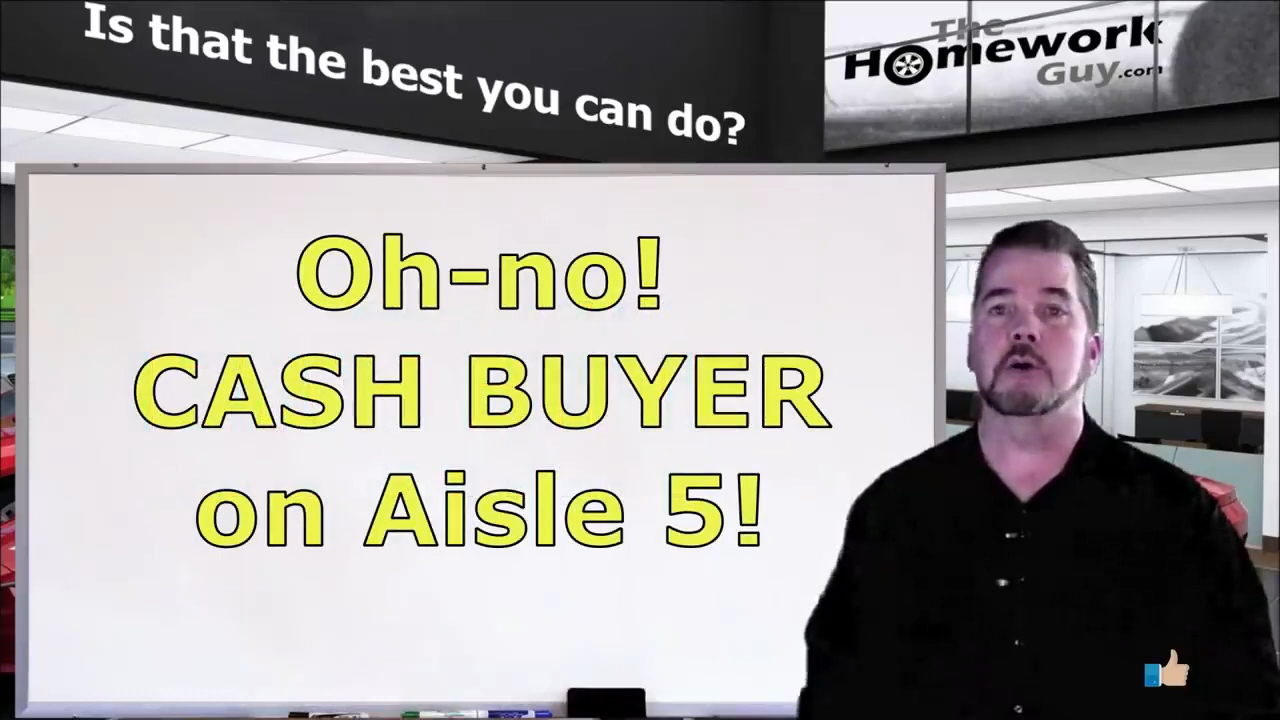 Is that the best you can do?
The
Homework
Guy.com
Oh-no!
CASH BUYER
on Aisle 5!